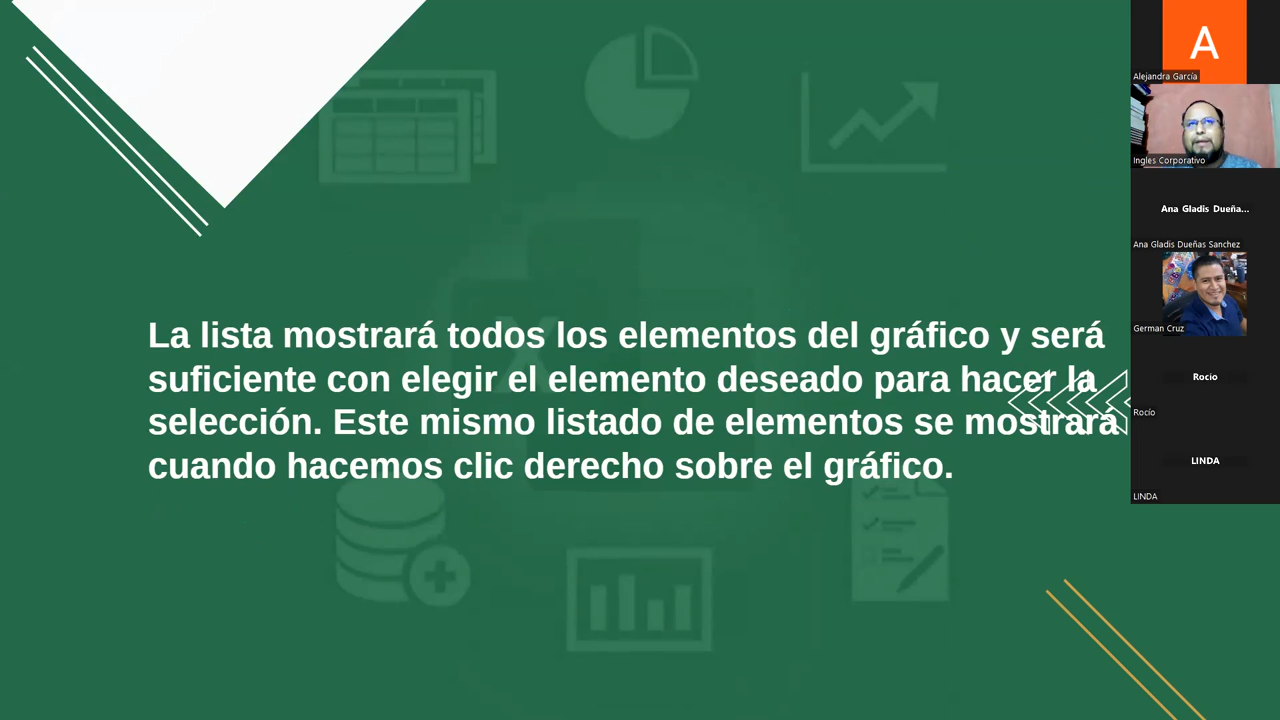 La lista mostrará todos los elementos del gráfico y será
suficiente con elegir el elemento deseado para hacer la
selección. Este mismo listado de elementos se mostrará
cuando hacemos clic derecho sobre el gráfico.
A
Alejandra García
Ingles Corporativo
Ana Gladis Dueña...
Ana Gladis Dueñas Sanchez
German Cruz
Rocío
Rocío
LINDA
LINDA